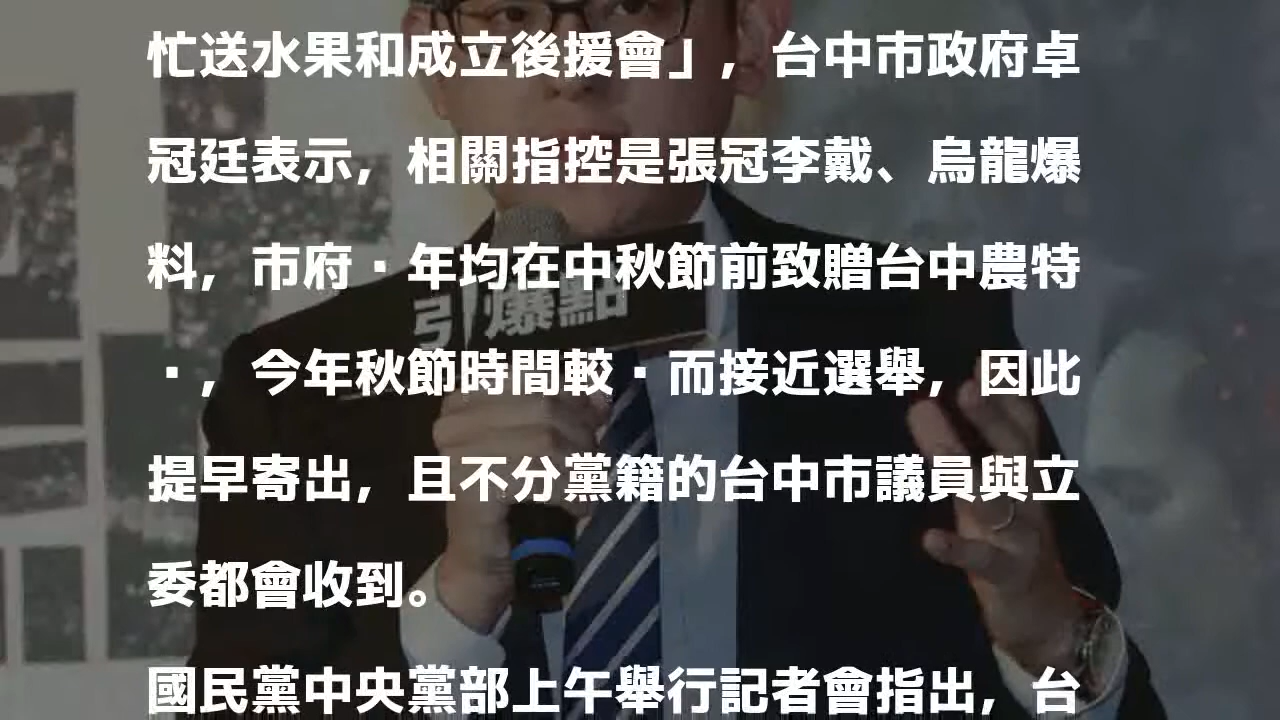 忙送水果和成立後援會」，台中市政府卓
冠廷表示，相關指控是張冠李戴、烏龍爆
料，市府·年均在中秋節前致贈台中農特
·，今年秋節時間較·而接近選舉，因此
提早寄出，且不分黨籍的台中市議員與立
委都會收到。
國民黨中央黨部上午舉行記者會指出，台
引爆點